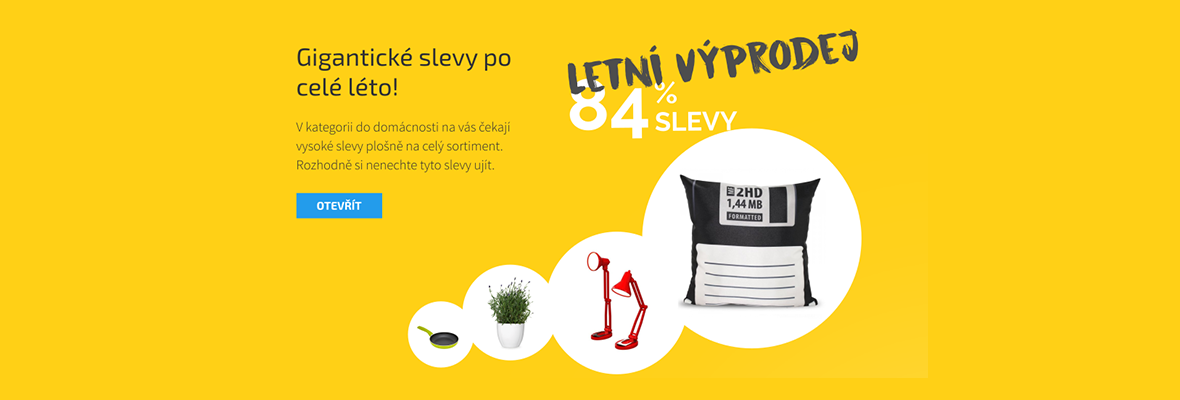 Gigantické slevy po
celé léto!
V kategorii do domácnosti na vás čekají
vysoké slevy plošně na celý sortiment.
Rozhodně si nenechte tyto slevy ujít.
OTEVŘÍT
LETNÍ VÝPRODEJ
84%
SLEVY
2HD
1,44 MB
FORMATTED